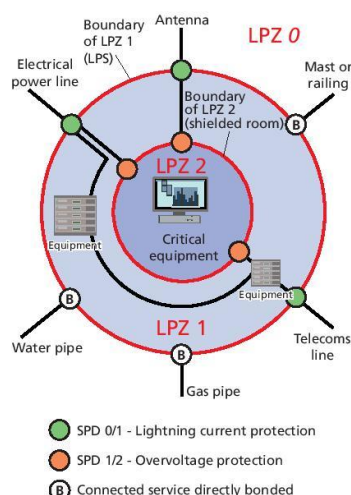 Antenna
LPZ 0
Boundary
of LPZ 1
(LPS)
Electrical
power line
Mast or
railing
Boundary
of LPZ 2
(shielded room)
B
LPZ 2
Equipment
Critical
equipment
Equipment
B
LPZ 1
Water pipe
B
Telecoms
line
Gas pipe
SPD 0/1 - Lightning current protection
SPD 1/2 - Overvoltage protection
B Connected service directly bonded